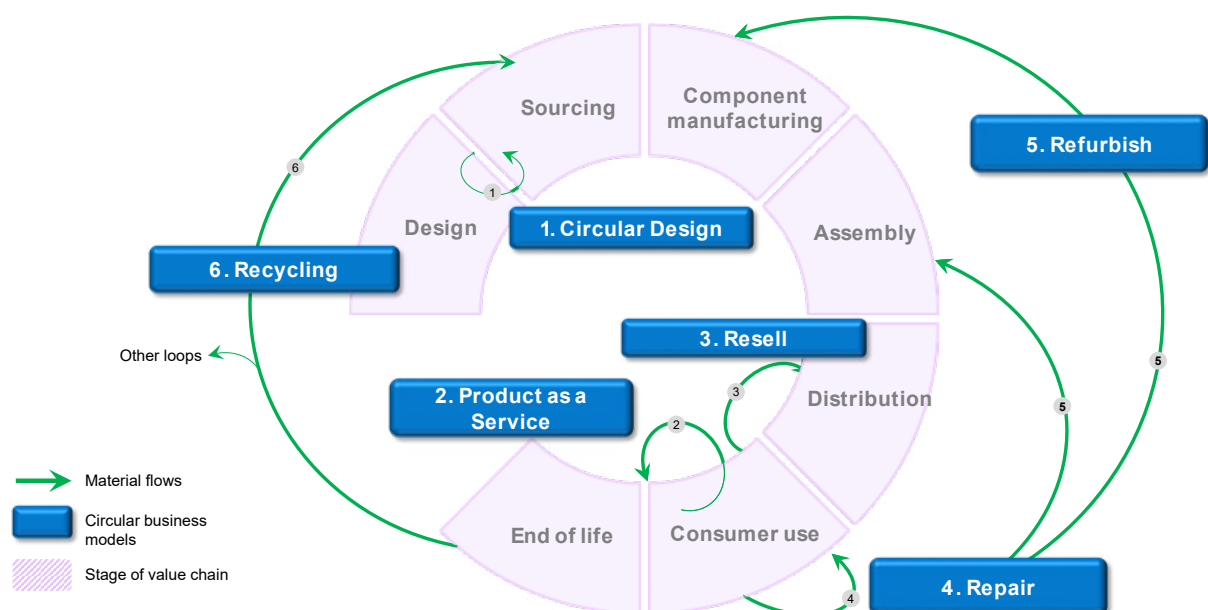 Sourcing
Component
manufacturing
5. Refurbish
6
1
Design
1. Circular Design
Assembly
6. Recycling
3. Resell
Other loops
5
2. Product as a
Service
3
Distribution
5
2
Material flows
Circular business
models
End of life
Consumer use
Stage of value chain
4. Repair
4